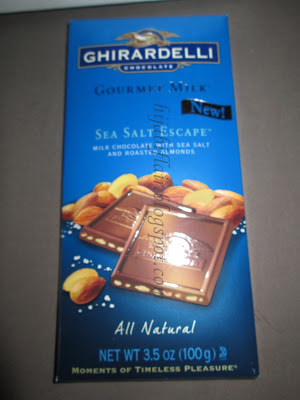 GHIRARDELLI
CHOCOLATE
GOURMET MILK
New!
SEA SALT ESCAPE™
MILK CHOCOLATE WITH SEA SALT
AND ROASTED ALMONDS
All Natural
NET WT 3.5 oz (100g)
MOMENTS OF TIMELESS PLEASURE®